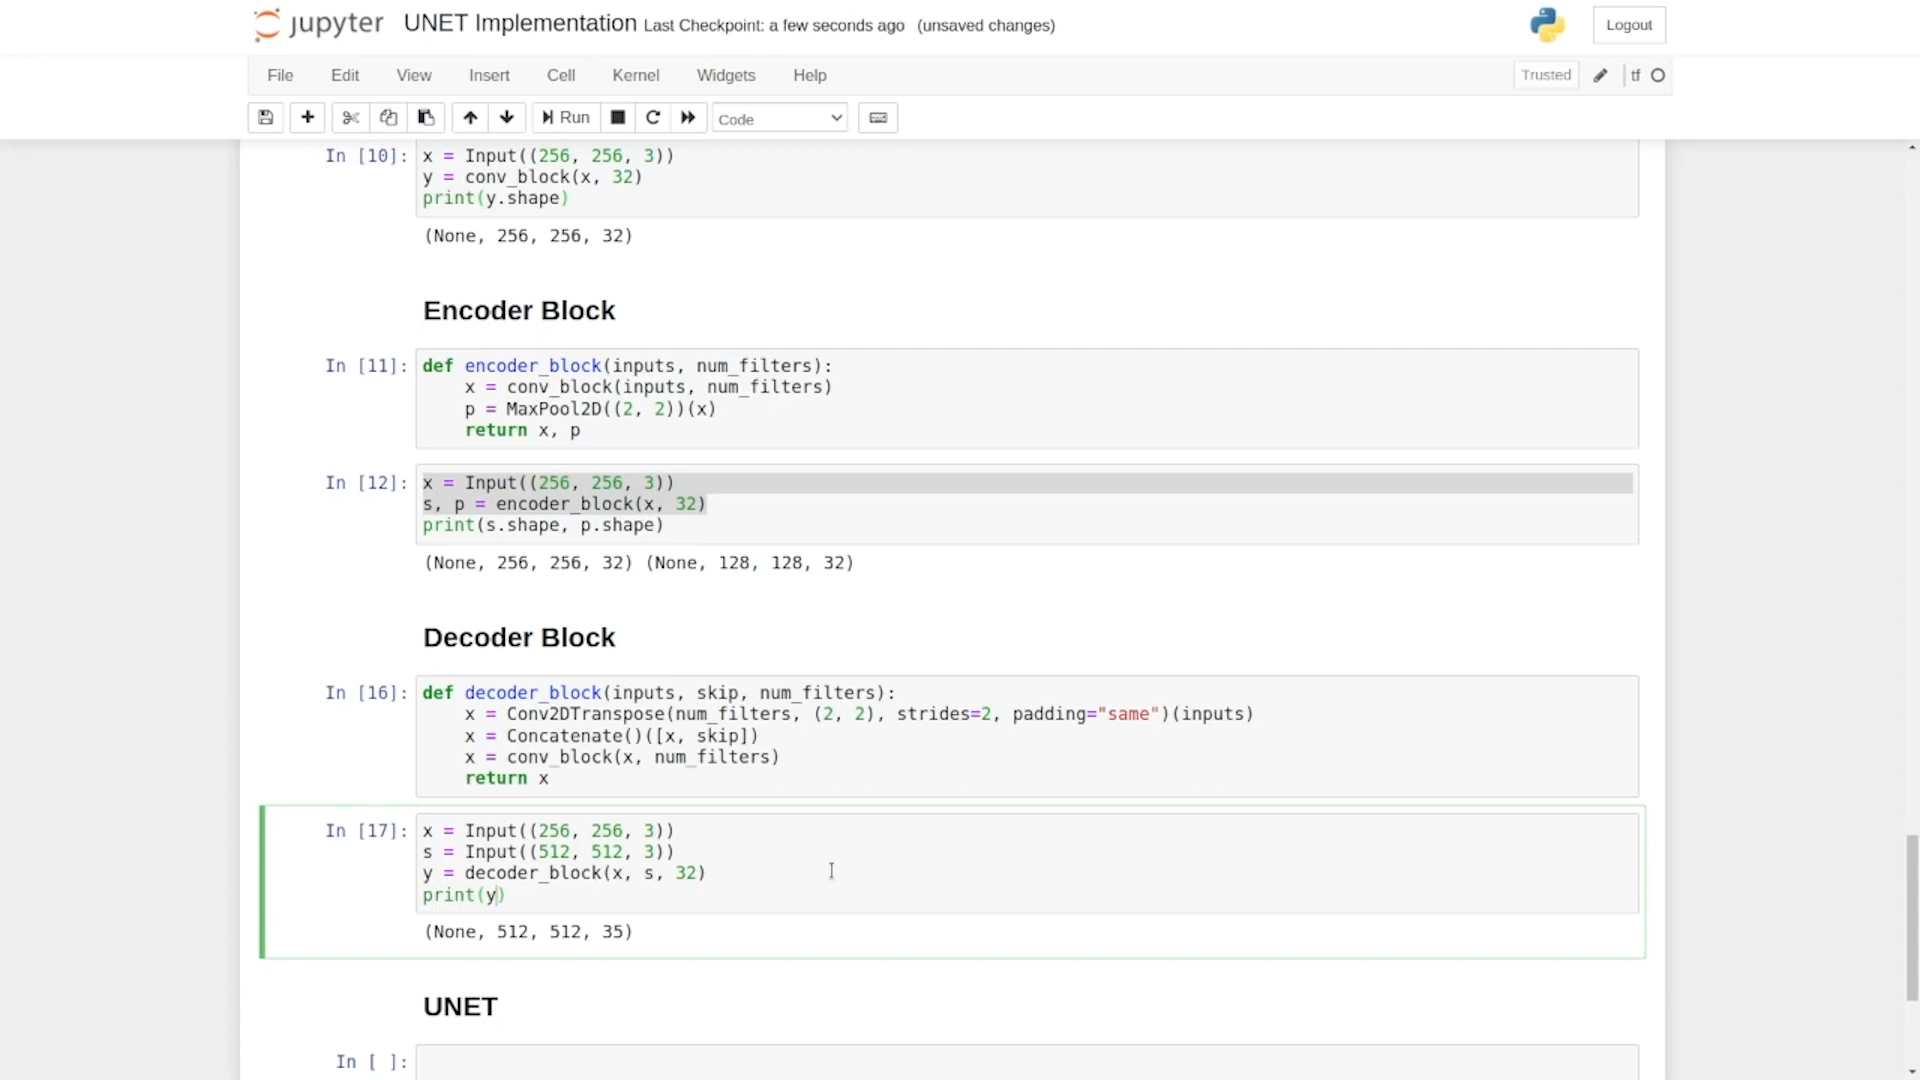 jupyter UNET Implementation Last Checkpoint: a few seconds ago (unsaved changes) Logout
File Edit View Insert Cell Kernel Widgets Help Trusted tf
Run Code
In [10]: x = Input((256, 256, 3))
y = conv_block(x, 32)
print(y.shape)
(None, 256, 256, 32)
Encoder Block
In [11]: def encoder_block(inputs, num_filters):
x = conv_block(inputs, num_filters)
p = MaxPool2D((2, 2))(x)
return x, p
In [12]: x = Input((256, 256, 3))
s, p = encoder_block(x, 32)
print(s.shape, p.shape)
(None, 256, 256, 32) (None, 128, 128, 32)
Decoder Block
In [16]: def decoder_block(inputs, skip, num_filters):
x = Conv2DTranspose(num_filters, (2, 2), strides=2, padding="same")(inputs)
x = Concatenate()([x, skip])
x = conv_block(x, num_filters)
return x
In [17]: x = Input((256, 256, 3))
s = Input((512, 512, 3))
y = decoder_block(x, s, 32)
print(y)
(None, 512, 512, 35)
UNET
In [ ]: